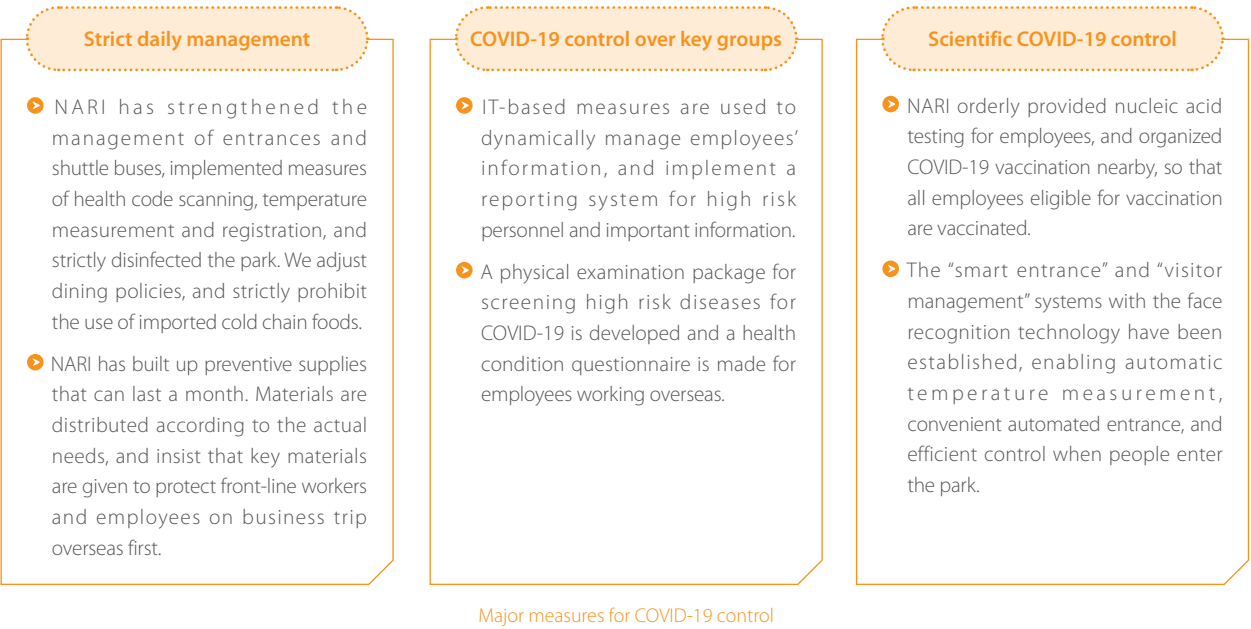 Strict daily management
NARI has strengthened the
management of entrances and
shuttle buses, implemented measures
of health code scanning, temperature
measurement and registration, and
strictly disinfected the park. We adjust
dining policies, and strictly prohibit
the use of imported cold chain foods.
NARI has built up preventive supplies
that can last a month. Materials are
distributed according to the actual
needs, and insist that key materials
are given to protect front-line workers
and employees on business trip
overseas first.
COVID-19 control over key groups
IT-based measures are used to
dynamically manage employees’
information, and implement a
reporting system for high risk
personnel and important information.
A physical examination package for
screening high risk diseases for
COVID-19 is developed and a health
condition questionnaire is made for
employees working overseas.
Scientific COVID-19 control
NARI orderly provided nucleic acid
testing for employees, and organized
COVID-19 vaccination nearby, so that
all employees eligible for vaccination
are vaccinated.
The “smart entrance” and “visitor
management” systems with the face
recognition technology have been
established, enabling automatic
temperature measurement,
convenient automated entrance, and
efficient control when people enter
the park.
Major measures for COVID-19 control